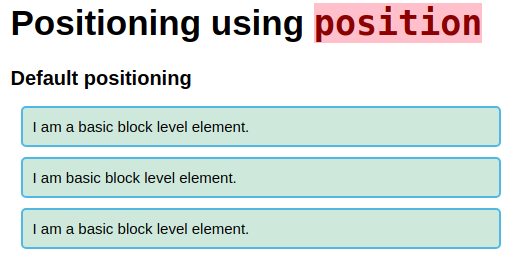 Positioning using position
Default positioning
I am a basic block level element.
I am basic block level element.
I am a basic block level element.